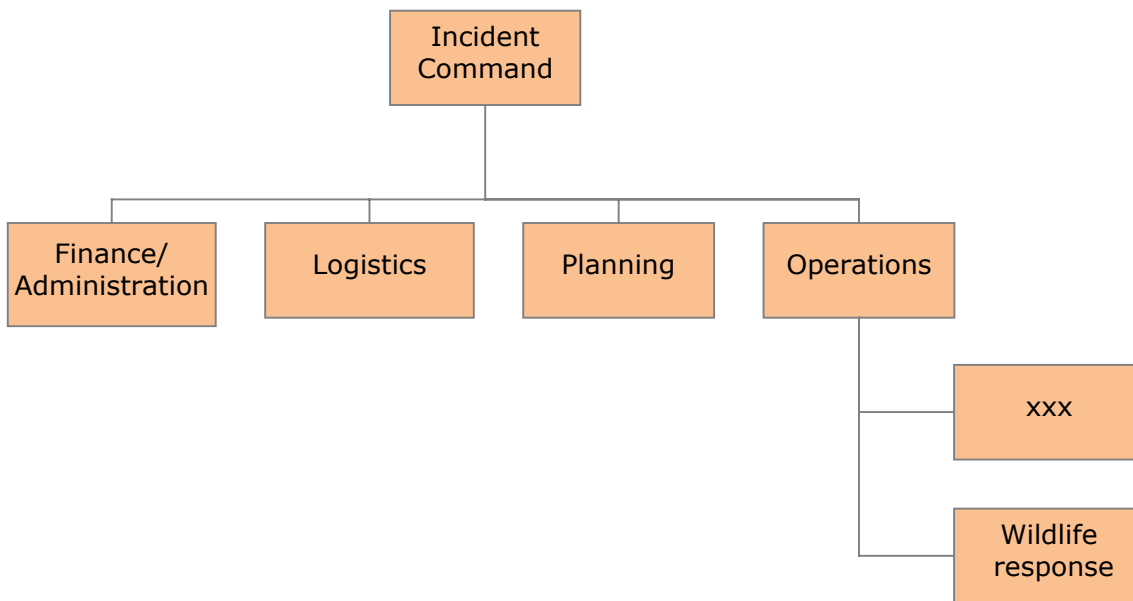 Incident
Command
Finance/
Administration
Logistics
Planning
Operations
xxx
Wildlife
response